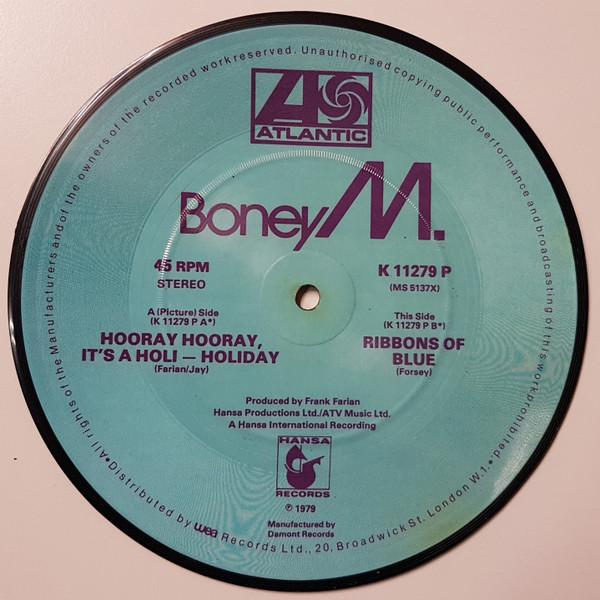 All rights of the Manufacturers and of the owners of the recorded work reserved. Unauthorised copying public performance and broadcasting of this work prohibited.
ATLANTIC
Boney M.
45 RPM
STEREO
K 11279 P
(MS 5137X)
A (Picture) Side
(K 11279 P A*)
HOORAY HOORAY,
IT'S A HOLI — HOLIDAY
(Farian/Jay)
This Side
(K 11279 P B*)
RIBBONS OF
BLUE
(Forsey)
Produced by Frank Farian
Hansa Productions Ltd./ATV Music Ltd.
A Hansa International Recording
HANSA
RECORDS
℗ 1979
Manufactured by
Damont Records
•Distributed by wea Records Ltd., 20, Broadwick St. London W.1.•